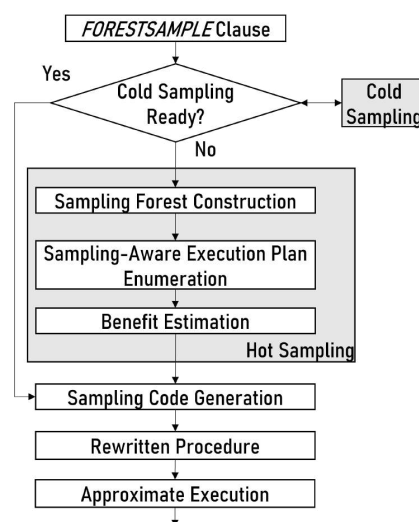 FORESTSAMPLE Clause
Yes
Cold Sampling
Ready?
Cold
Sampling
No
Sampling Forest Construction
Sampling-Aware Execution Plan
Enumeration
Benefit Estimation
Hot Sampling
Sampling Code Generation
Rewritten Procedure
Approximate Execution